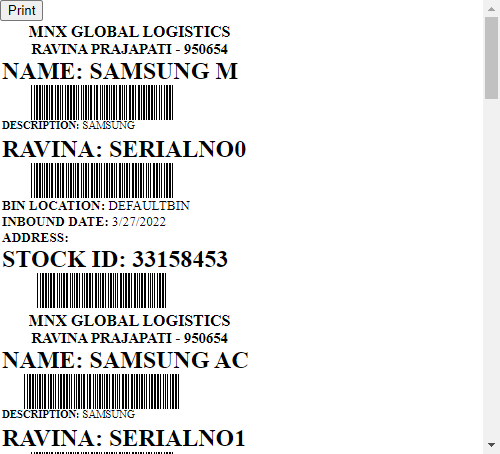 Print
MNX GLOBAL LOGISTICS
RAVINA PRAJAPATI - 950654
NAME: SAMSUNG M
DESCRIPTION: SAMSUNG
RAVINA: SERIALNO0
BIN LOCATION: DEFAULTBIN
INBOUND DATE: 3/27/2022
ADDRESS:
STOCK ID: 33158453
MNX GLOBAL LOGISTICS
RAVINA PRAJAPATI - 950654
NAME: SAMSUNG AC
DESCRIPTION: SAMSUNG
RAVINA: SERIALNO1